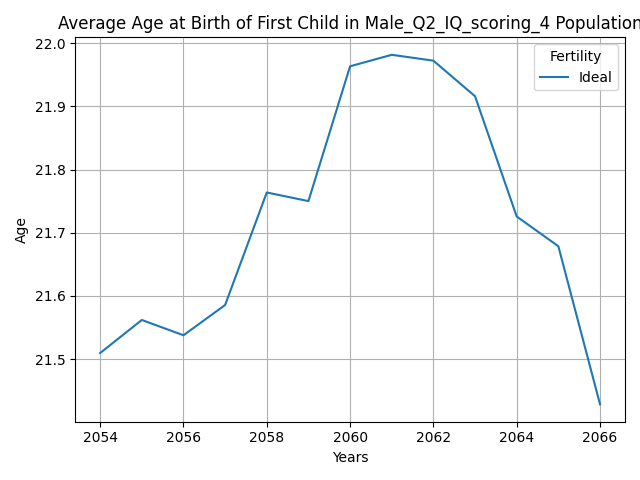 Average Age at Birth of First Child in Male_Q2_IQ_scoring_4 Population
22.0
21.9
21.8
21.7
21.6
21.5
Age
Fertility
Ideal
2054 2056 2058 2060 2062 2064 2066
Years